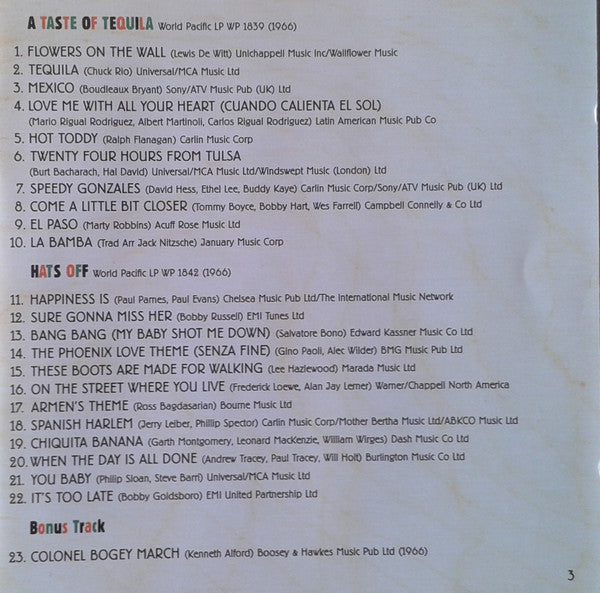 A TASTE OF TEQUILA World Pacific LP WP 1839 (1966)
1. FLOWERS ON THE WALL (Lewis De Witt) Unichappell Music Inc/Wallflower Music
2. TEQUILA (Chuck Rio) Universal/MCA Music Ltd
3. MEXICO (Boudleaux Bryant) Sony/ATV Music Pub (UK) Ltd
4. LOVE ME WITH ALL YOUR HEART (CUANDO CALIENTA EL SOL)
(Mario Rigual Rodriguez, Albert Martinoli, Carlos Rigual Rodriguez) Latin American Music Pub Co
5. HOT TODDY (Ralph Flanagan) Carlin Music Corp
6. TWENTY FOUR HOURS FROM TULSA
(Burt Bacharach, Hal David) Universal/MCA Music Ltd/Windswept Music (London) Ltd
7. SPEEDY GONZALES (David Hess, Ethel Lee, Buddy Kaye) Carlin Music Corp/Sony/ATV Music Pub (UK) Ltd
8. COME A LITTLE BIT CLOSER (Tommy Boyce, Bobby Hart, Wes Farrell) Campbell Connelly & Co Ltd
9. EL PASO (Marty Robbins) Acuff Rose Music Ltd
10. LA BAMBA (Trad Arr Jack Nitzsche) January Music Corp
HATS OFF World Pacific LP WP 1842 (1966)
11. HAPPINESS IS (Paul Parnes, Paul Evans) Chelsea Music Pub Ltd/The International Music Network
12. SURE GONNA MISS HER (Bobby Russell) EMI Tunes Ltd
13. BANG BANG (MY BABY SHOT ME DOWN) (Salvatore Bono) Edward Kassner Music Co Ltd
14. THE PHOENIX LOVE THEME (SENZA FINE) (Gino Paoli, Alec Wilder) BMG Music Pub Ltd
15. THESE BOOTS ARE MADE FOR WALKING (Lee Hazlewood) Marada Music Ltd
16. ON THE STREET WHERE YOU LIVE (Frederick Loewe, Alan Jay Lerner) Warner/Chappell North America
17. ARMEN'S THEME (Ross Bagdasarian) Bourne Music Ltd
18. SPANISH HARLEM (Jerry Leiber, Phillip Spector) Carlin Music Corp/Mother Bertha Music Ltd/ABKCO Music Ltd
19. CHIQUITA BANANA (Garth Montgomery, Leonard MacKenzie, William Wirges) Dash Music Co Ltd
20. WHEN THE DAY IS ALL DONE (Andrew Tracey, Paul Tracey, Will Holt) Burlington Music Co Ltd
21. YOU BABY (Philip Sloan, Steve Barri) Universal/MCA Music Ltd
22. IT'S TOO LATE (Bobby Goldsboro) EMI United Partnership Ltd
Bonus Track
23. COLONEL BOGEY MARCH (Kenneth Alford) Boosey & Hawkes Music Pub Ltd (1966)
3